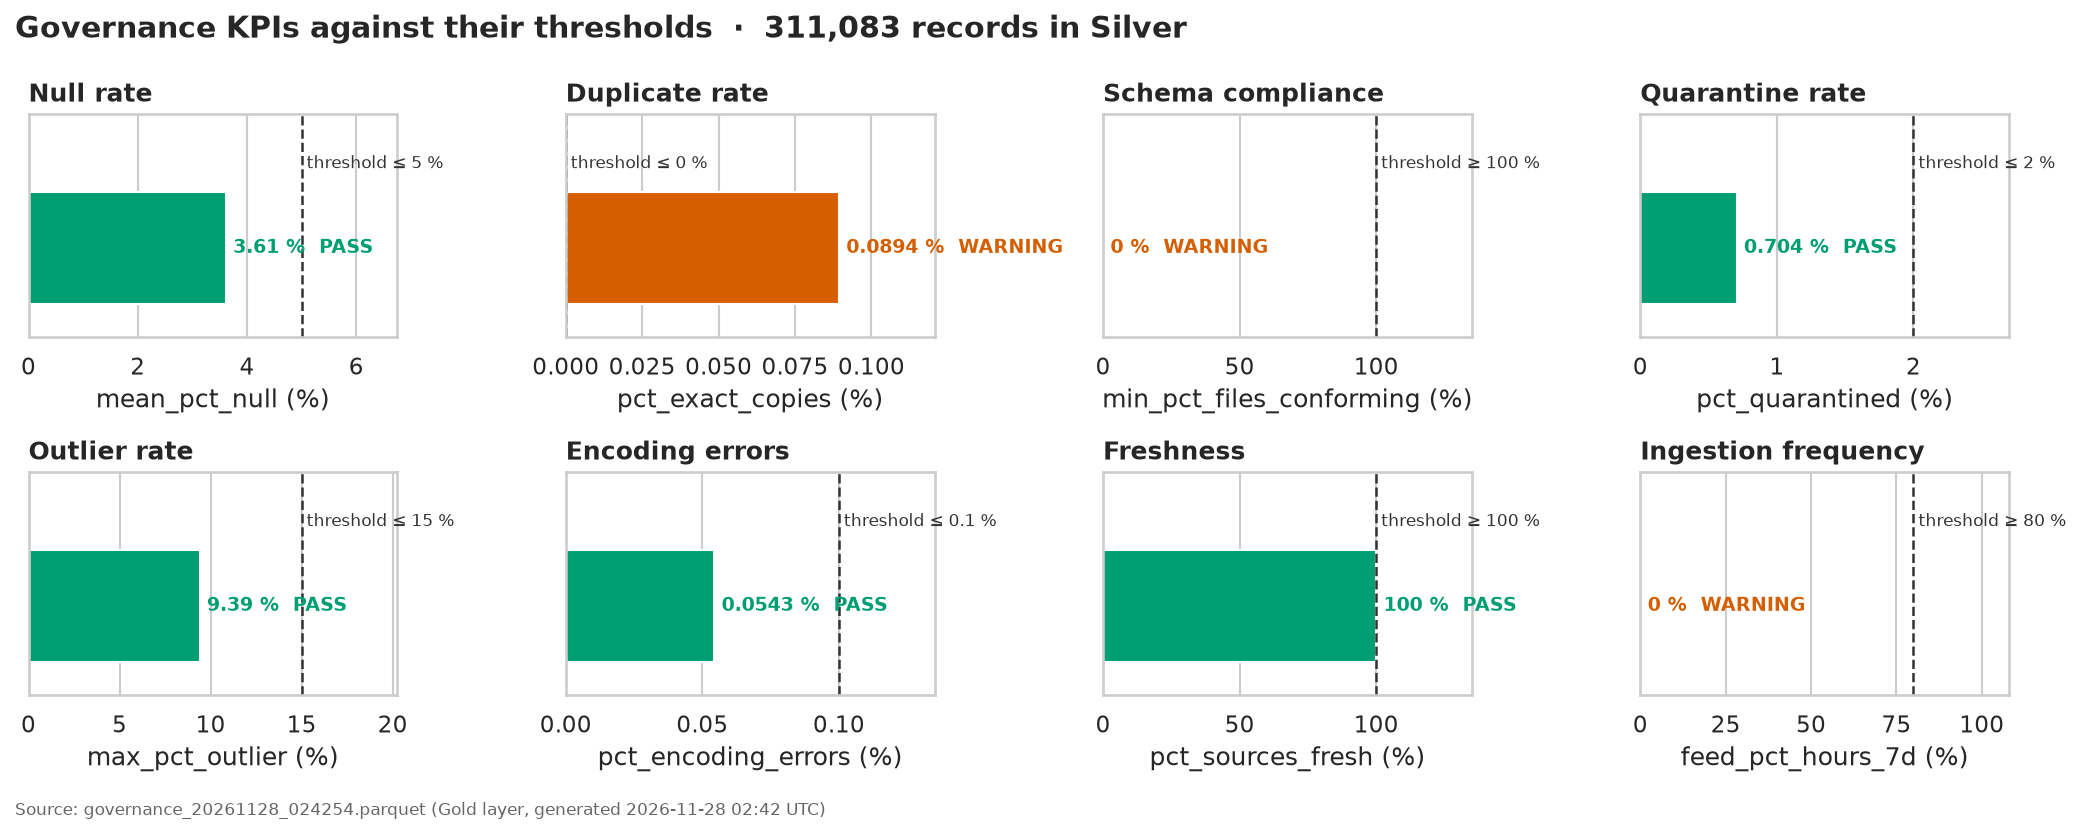 Governance KPIs against their thresholds · 311,083 records in Silver
Null rate
threshold ≤ 5 %
3.61 % PASS
0 2 4 6
mean_pct_null (%)
Duplicate rate
threshold ≤ 0 %
0.0894 % WARNING
0.000 0.025 0.050 0.075 0.100
pct_exact_copies (%)
Schema compliance
threshold ≥ 100 %
0 % WARNING
0 50 100
min_pct_files_conforming (%)
Quarantine rate
threshold ≤ 2 %
0.704 % PASS
0 1 2
pct_quarantined (%)
Outlier rate
threshold ≤ 15 %
9.39 % PASS
0 5 10 15 20
max_pct_outlier (%)
Encoding errors
threshold ≤ 0.1 %
0.0543 % PASS
0.00 0.05 0.10
pct_encoding_errors (%)
Freshness
threshold ≥ 100 %
100 % PASS
0 50 100
pct_sources_fresh (%)
Ingestion frequency
threshold ≥ 80 %
0 % WARNING
0 25 50 75 100
feed_pct_hours_7d (%)
Source: governance_20261128_024254.parquet (Gold layer, generated 2026-11-28 02:42 UTC)